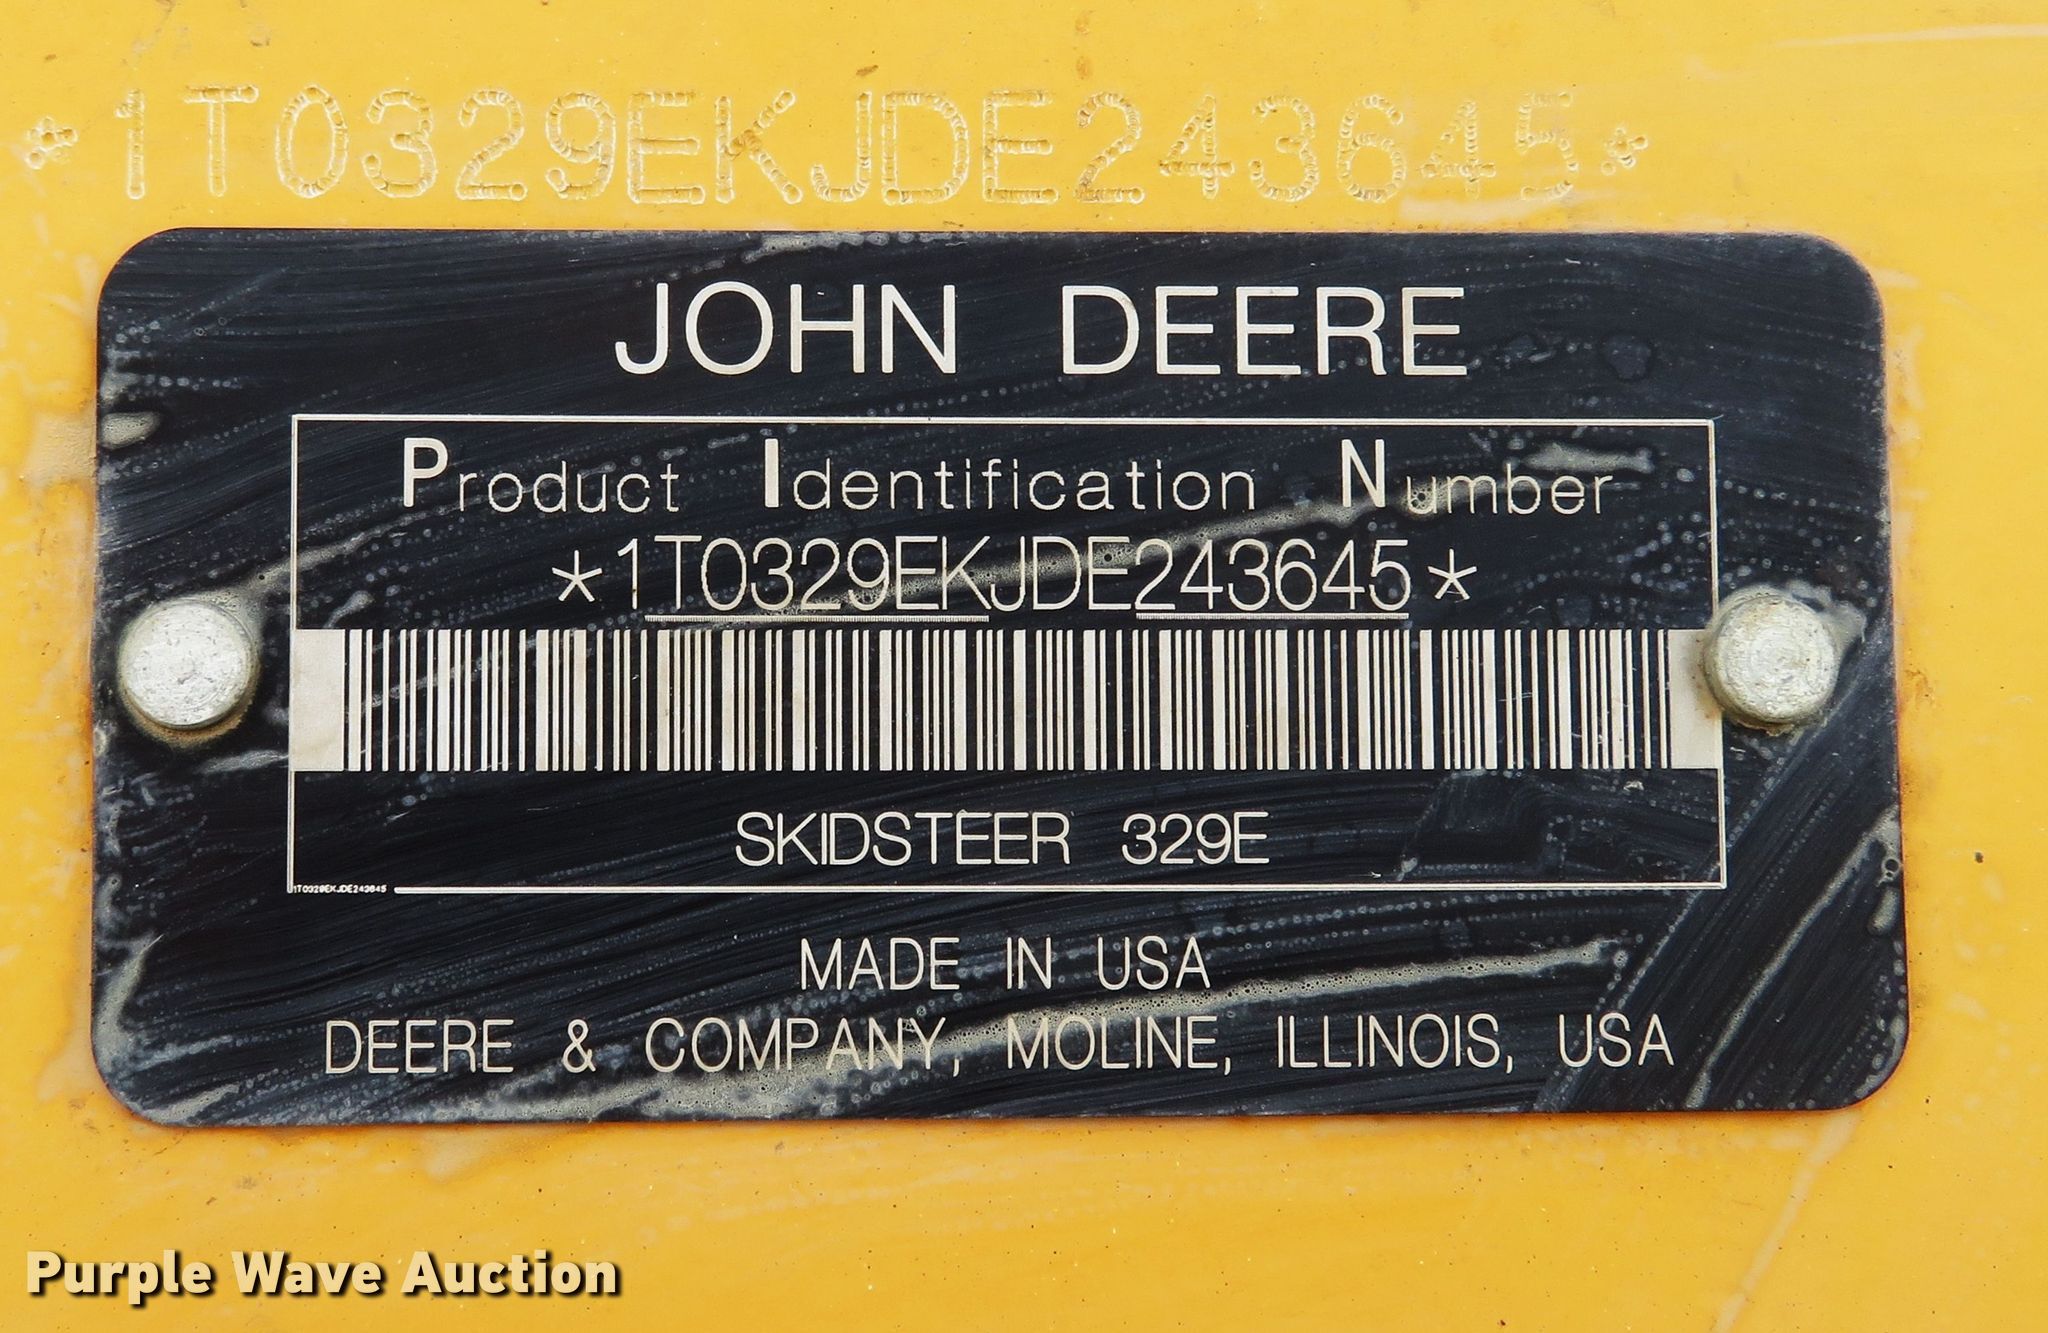 *1T0329EKJDE243645*
JOHN DEERE
Product Identification Number
*1T0329EKJDE243645*
SKIDSTEER 329E
1T0329EKJDE243645
MADE IN USA
DEERE & COMPANY, MOLINE, ILLINOIS, USA
Purple Wave Auction